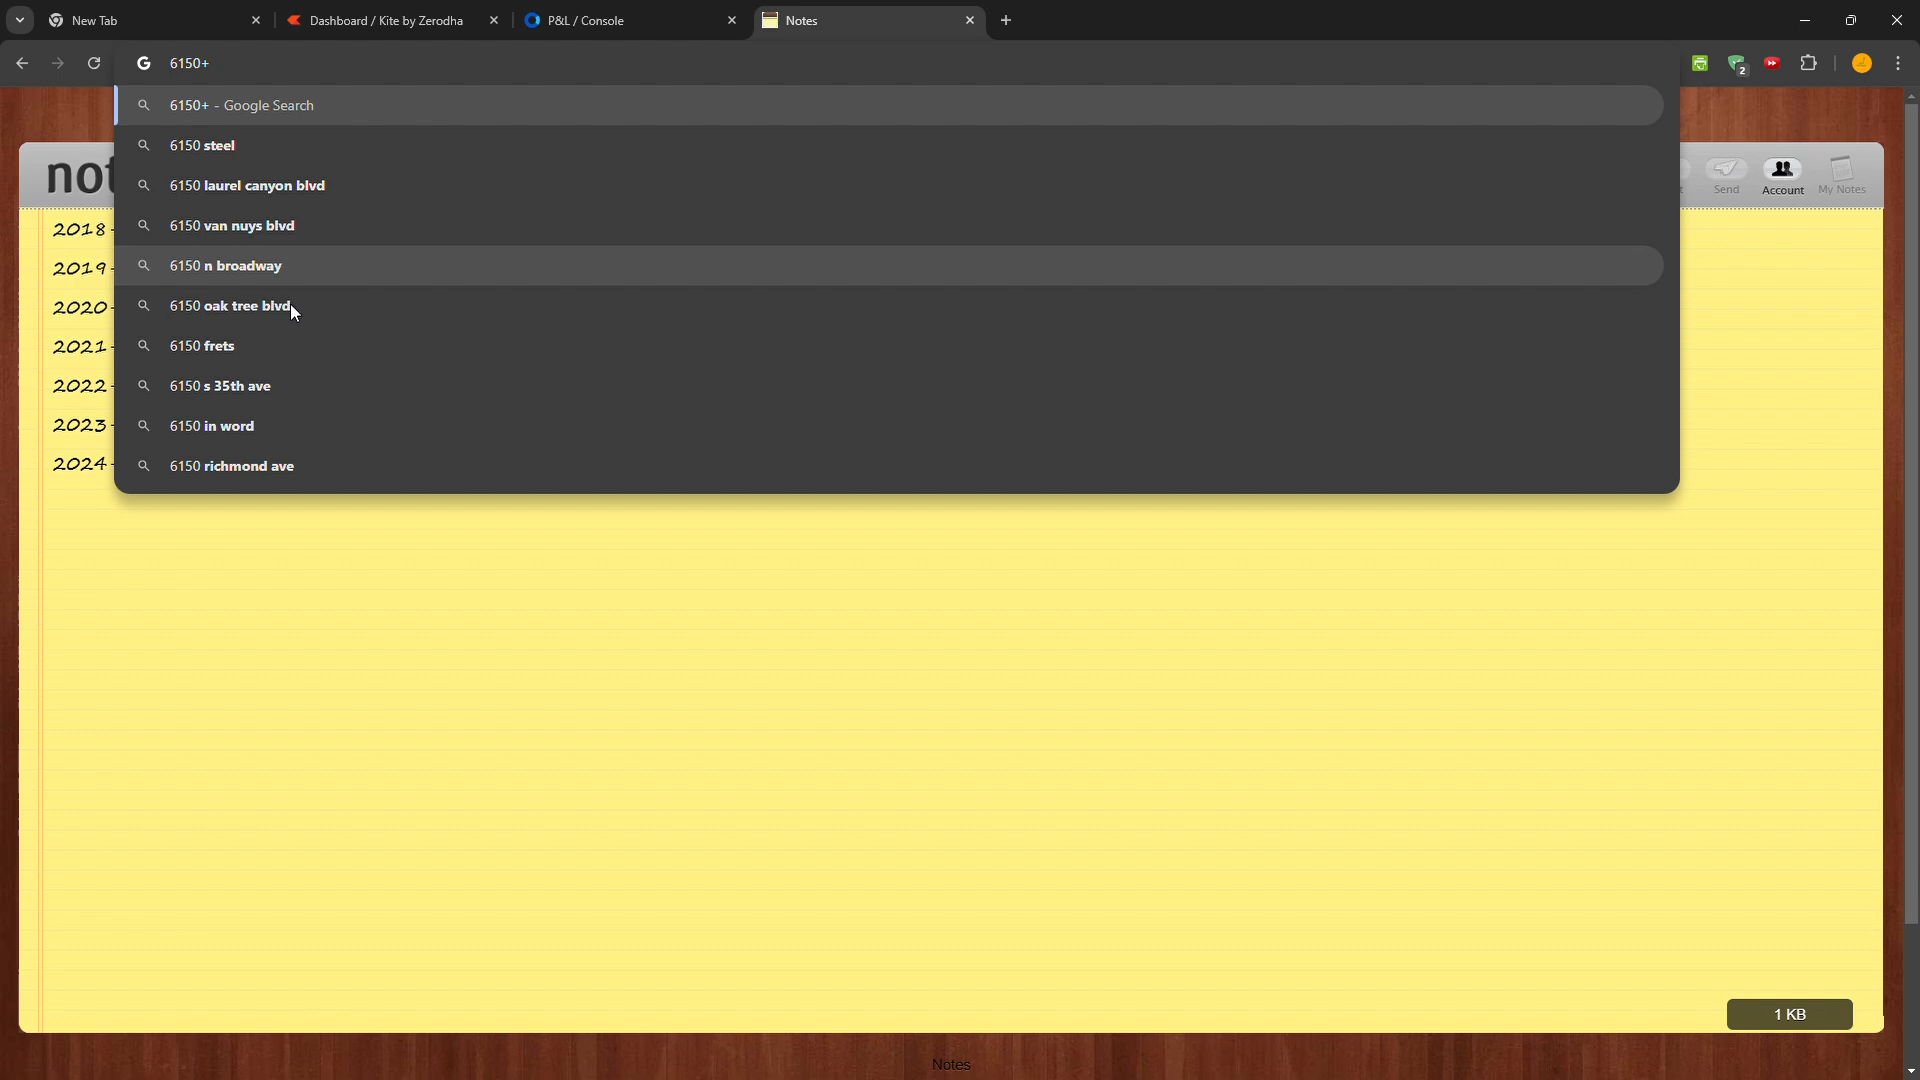 New Tab
Dashboard / Kite by Zerodha
P&L / Console
Notes
6150+
2
6150+ - Google Search
6150 steel
6150 laurel canyon blvd
6150 van nuys blvd
6150 n broadway
6150 oak tree blvd
6150 frets
6150 s 35th ave
6150 in word
6150 richmond ave
not
Send
Account
My Notes
2018-
2019-
2020-
2021-
2022-
2023-
2024-
1 KB
Notes